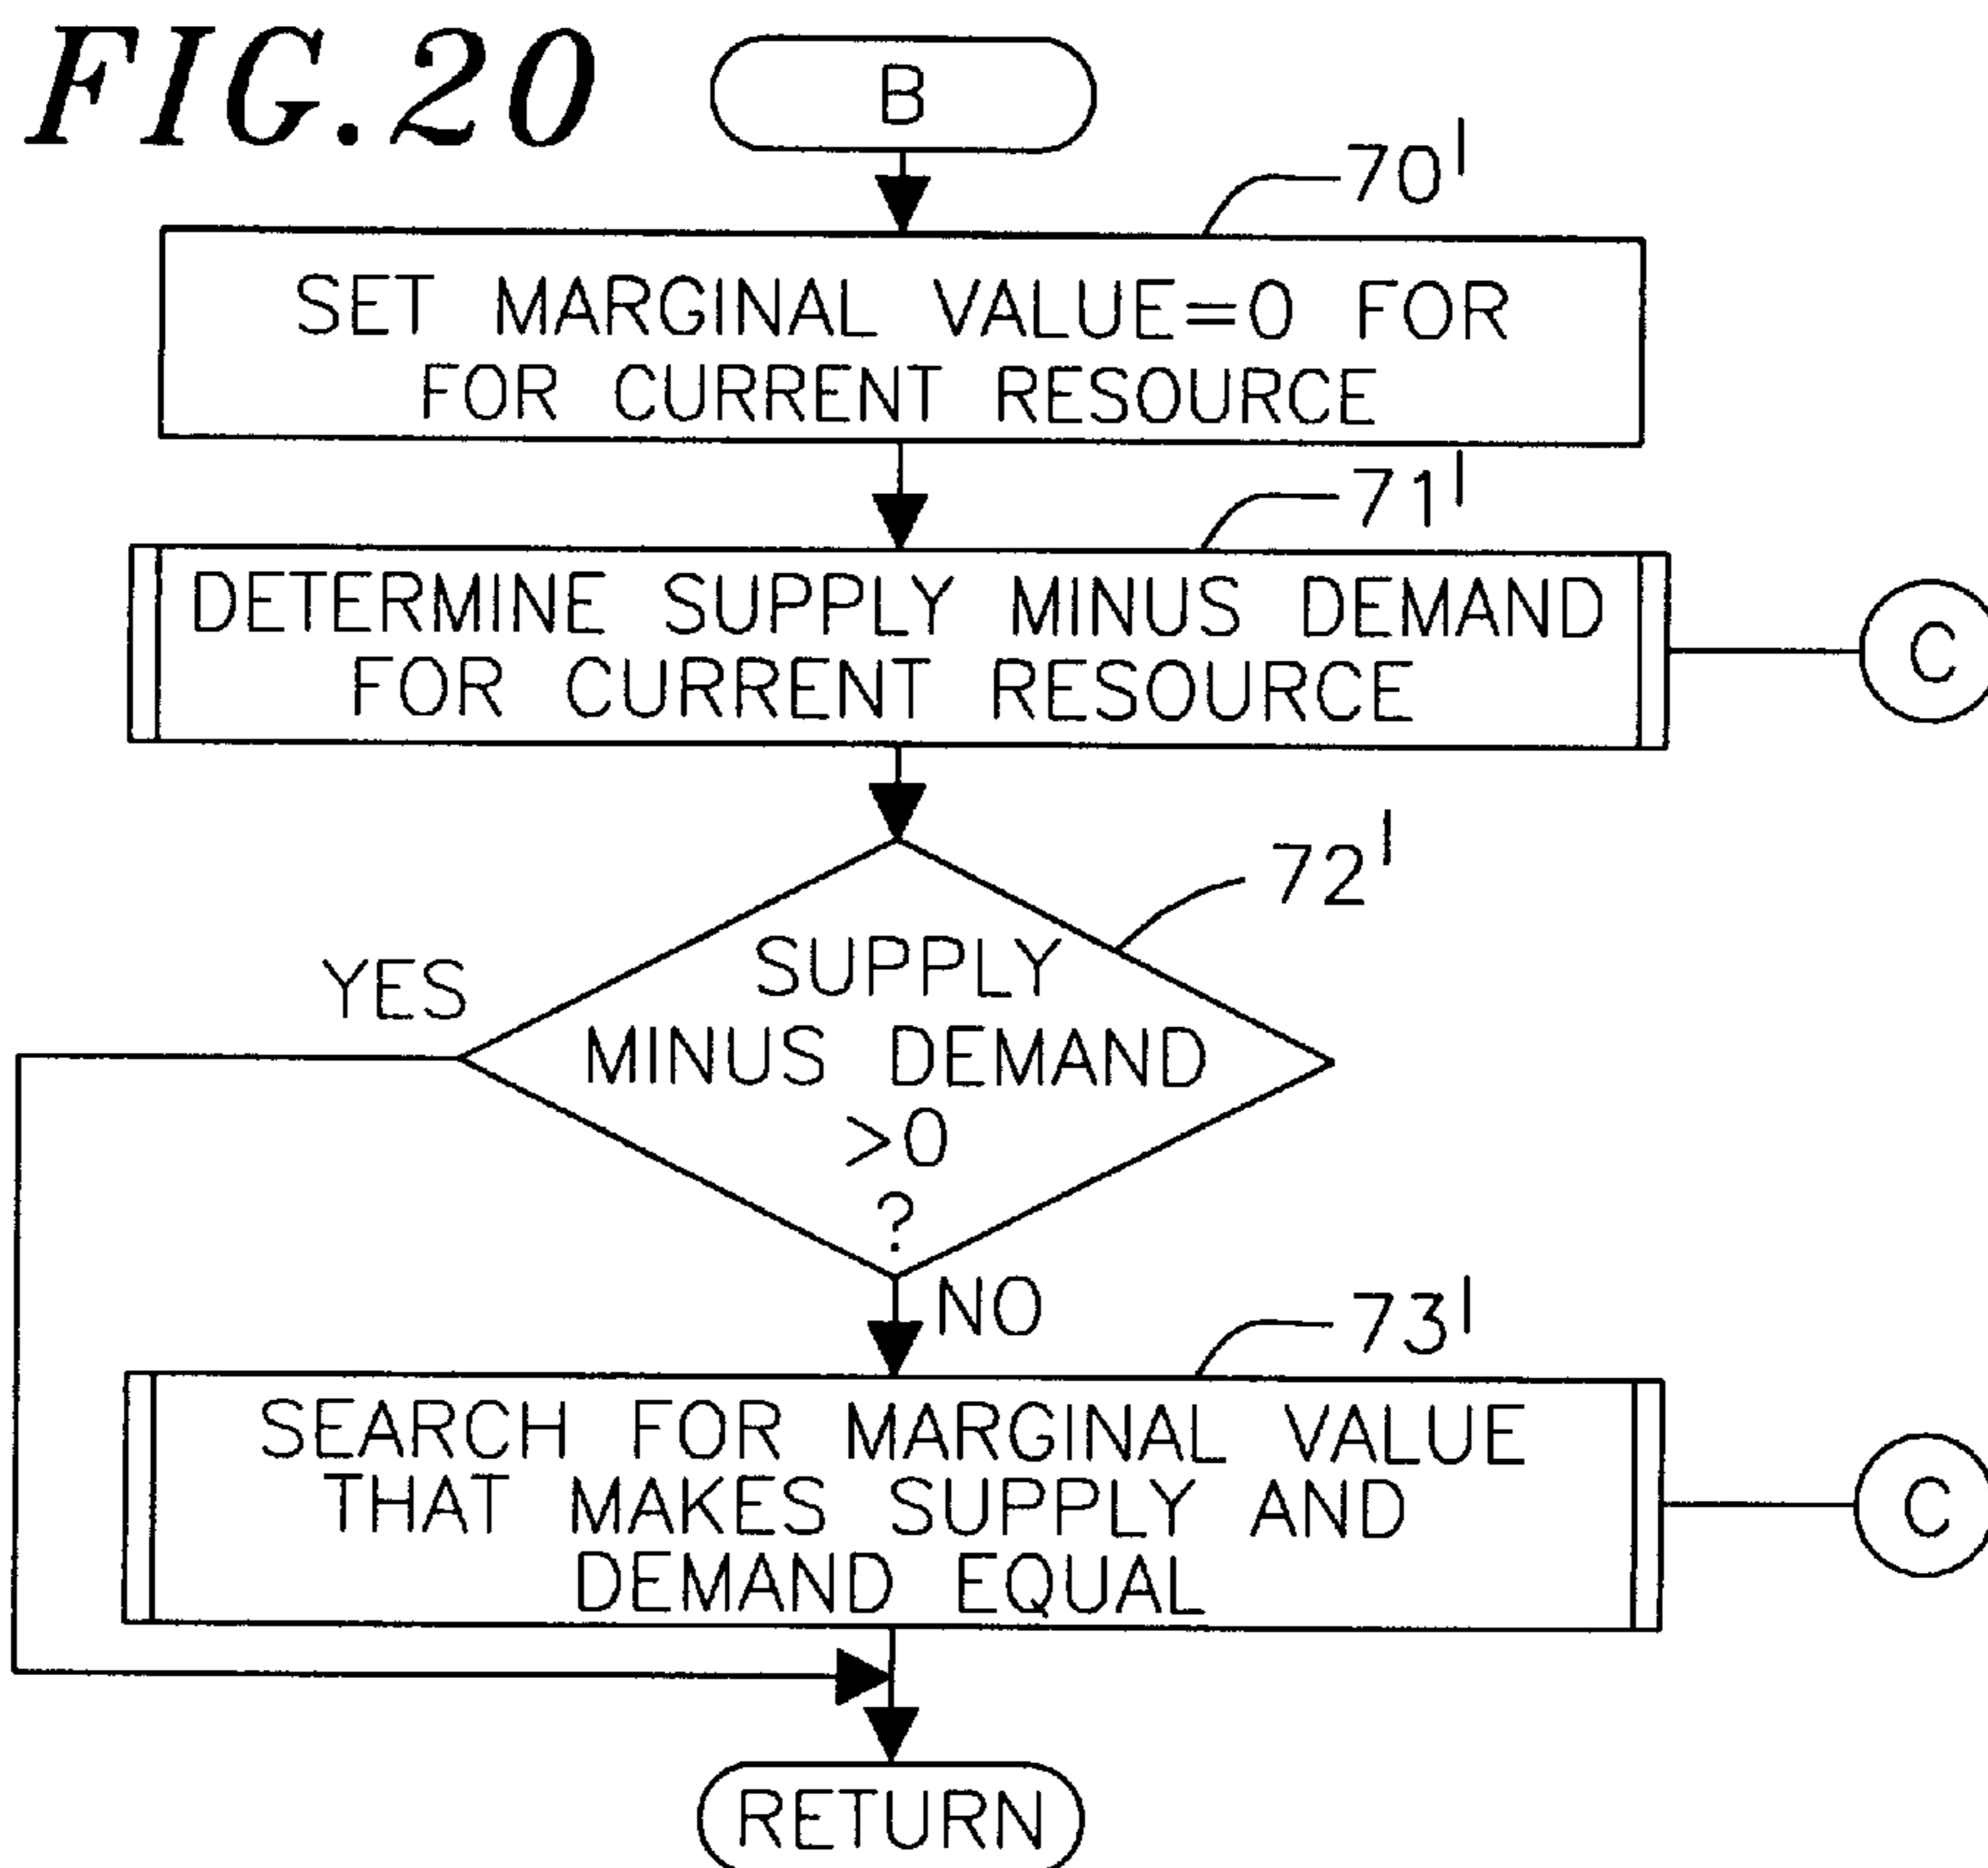 FIG.20
B
70'
SET MARGINAL VALUE=0 FOR
FOR CURRENT RESOURCE
71'
DETERMINE SUPPLY MINUS DEMAND
FOR CURRENT RESOURCE
C
72'
YES
SUPPLY
MINUS DEMAND
>0
?
NO
73'
SEARCH FOR MARGINAL VALUE
THAT MAKES SUPPLY AND
DEMAND EQUAL
C
RETURN